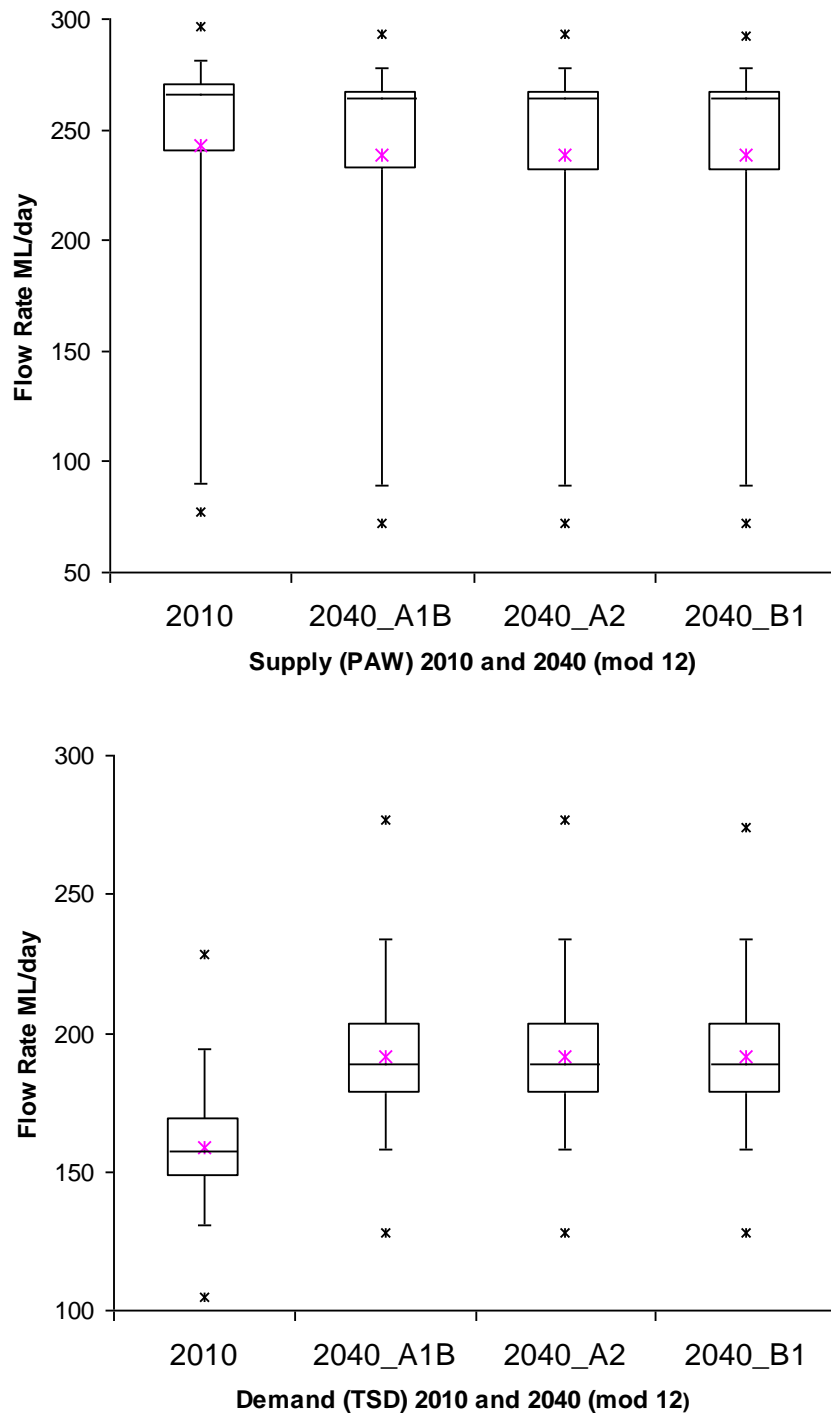 300
250
200
150
100
50
Flow Rate ML/day
2010 2040_A1B 2040_A2 2040_B1
Supply (PAW) 2010 and 2040 (mod 12)
300
250
200
150
100
Flow Rate ML/day
2010 2040_A1B 2040_A2 2040_B1
Demand (TSD) 2010 and 2040 (mod 12)